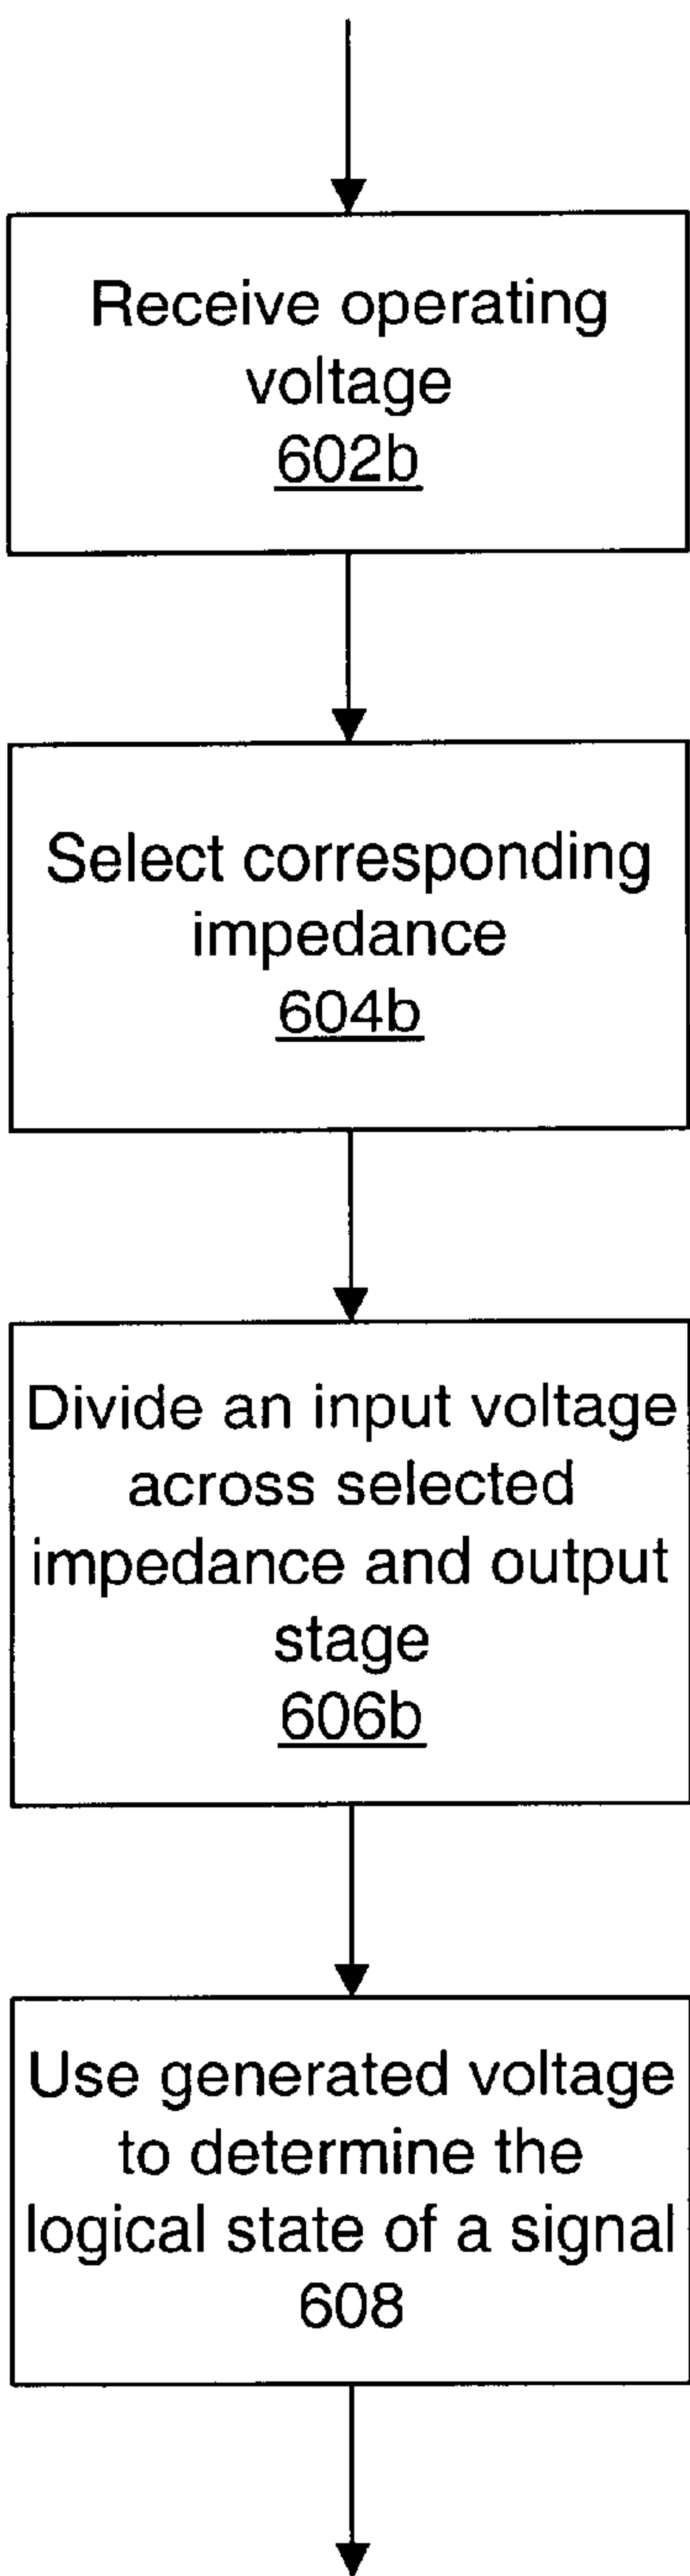 Receive operating
voltage
602b
Select corresponding
impedance
604b
Divide an input voltage
across selected
impedance and output
stage
606b
Use generated voltage
to determine the
logical state of a signal
608